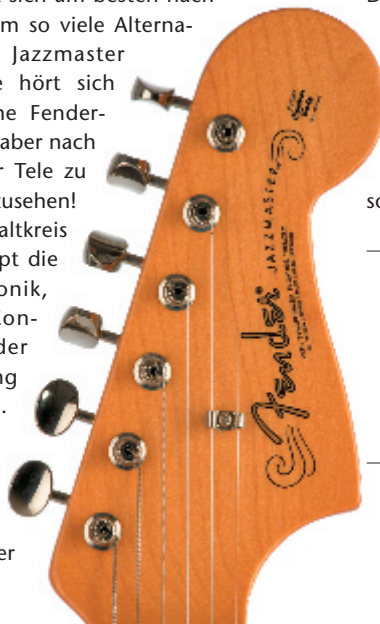 sich am besten nach
m so viele Alterna-
Jazzmaster
hört sich
ne Fender-
aber nach
r Tele zu
zusehen!
altkreis
pt die
onik,
Kon-
der
ng
.
er
so
Fender
JAZZMASTER